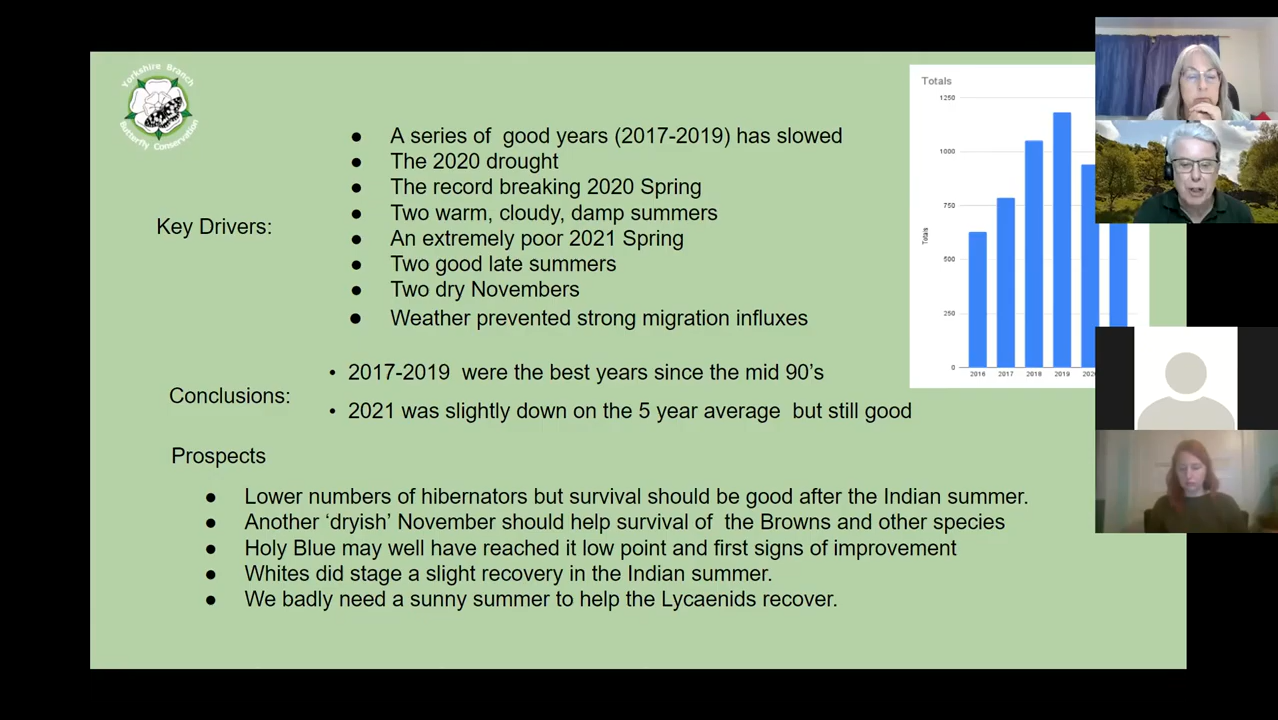 Yorkshire Branch
Butterfly Conservation
Key Drivers:
● A series of good years (2017-2019) has slowed
● The 2020 drought
● The record breaking 2020 Spring
● Two warm, cloudy, damp summers
● An extremely poor 2021 Spring
● Two good late summers
● Two dry Novembers
● Weather prevented strong migration influxes
Conclusions:
• 2017-2019 were the best years since the mid 90's
• 2021 was slightly down on the 5 year average but still good
Prospects
● Lower numbers of hibernators but survival should be good after the Indian summer.
● Another ‘dryish’ November should help survival of the Browns and other species
● Holy Blue may well have reached it low point and first signs of improvement
● Whites did stage a slight recovery in the Indian summer.
● We badly need a sunny summer to help the Lycaenids recover.
Totals
Totals
1250
1000
750
500
250
0
2016 2017 2018 2019